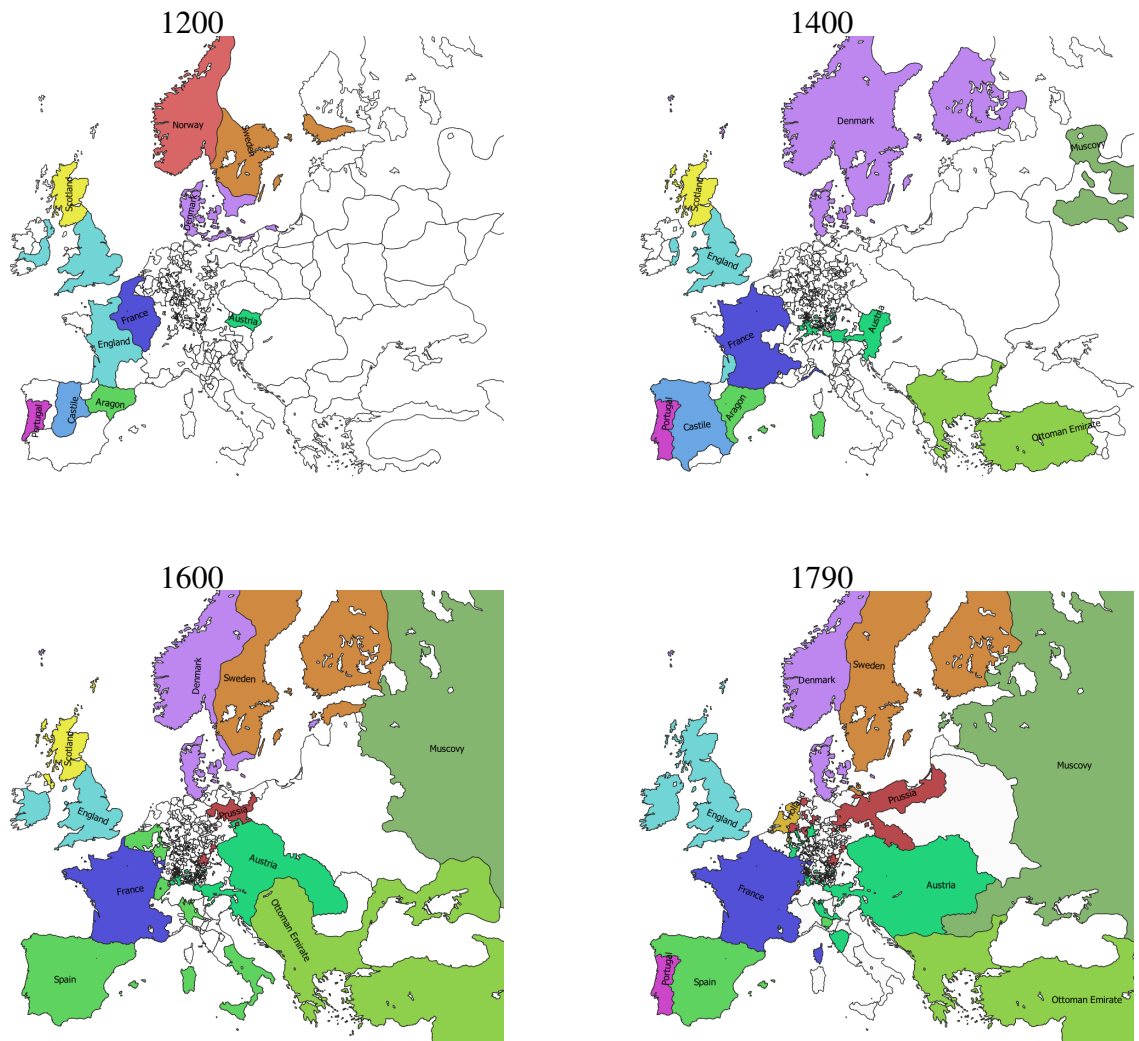 1200
Norway
Sweden
Scotland
Denmark
France
Austria
England
Aragon
Castile
Portugal
1400
Denmark
Muscovy
Scotland
England
Austria
France
Aragon
Portugal
Castile
Ottoman Emirate
1600
Denmark
Sweden
Muscovy
Scotland
Prussia
England
Austria
France
Ottoman Emirate
Spain
1790
Denmark
Sweden
Muscovy
Prussia
England
Austria
France
Portugal
Spain
Ottoman Emirate